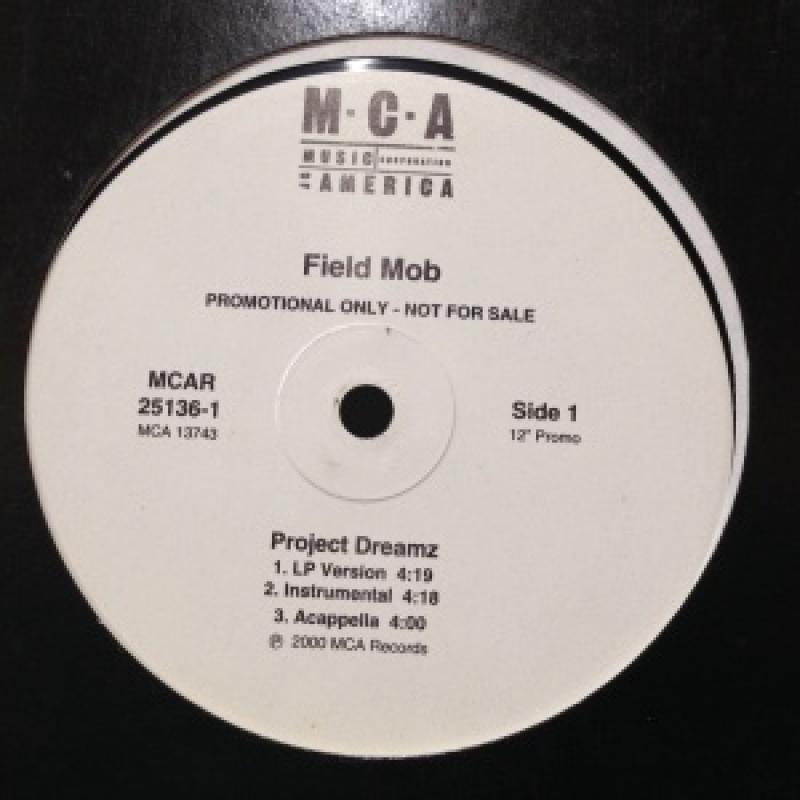 M·C·A
MUSIC CORPORATION
OF AMERICA
Field Mob
PROMOTIONAL ONLY - NOT FOR SALE
MCAR
25136-1
MCA 13743
Side 1
12" Promo
Project Dreamz
1. LP Version 4:19
2. Instrumental 4:18
3. Acappella 4:00
℗ 2000 MCA Records